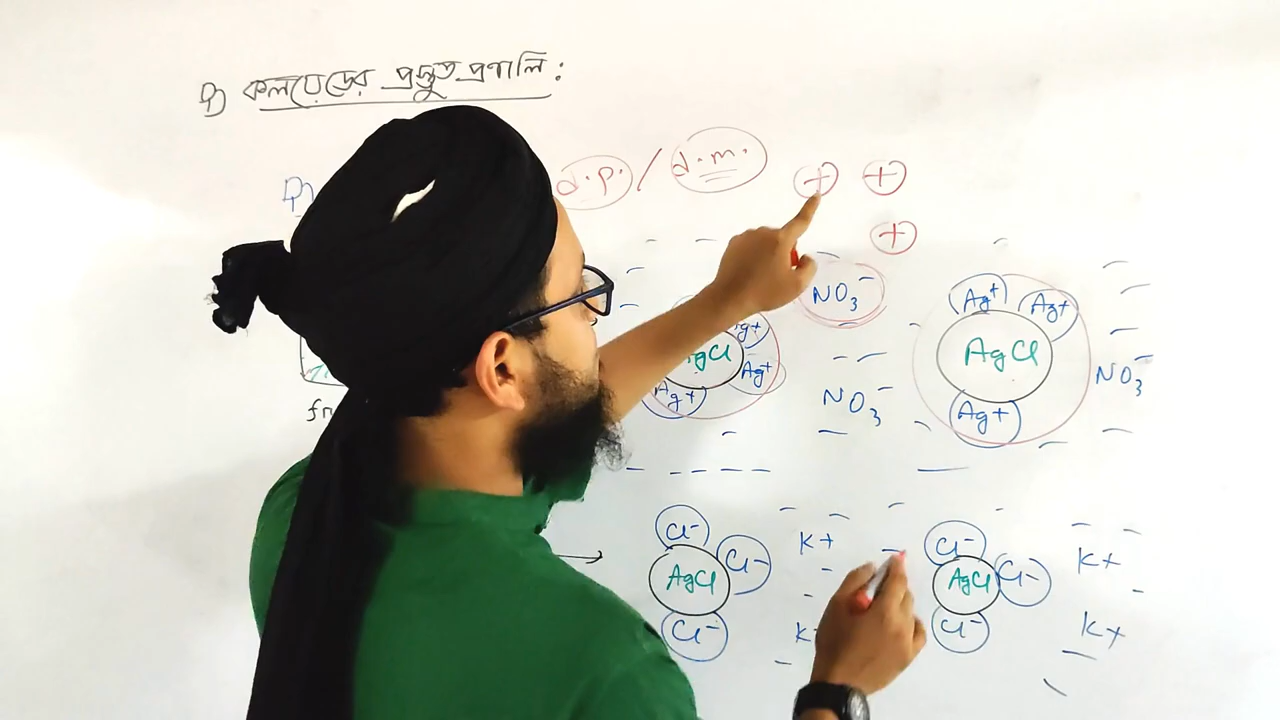 D) কলয়েডের প্রস্তুত প্রণালি :
d.p. / d.m. + +
+
D)
NO₃⁻ Ag⁺ Ag⁺
Ag⁺ AgCl
AgCl Ag⁺ NO₃⁻
Ag⁺ NO₃⁻ Ag⁺
Cl⁻ K+ Cl⁻ K+
Cl⁻ Cl⁻
AgCl AgCl
Cl⁻ K Cl⁻ K+